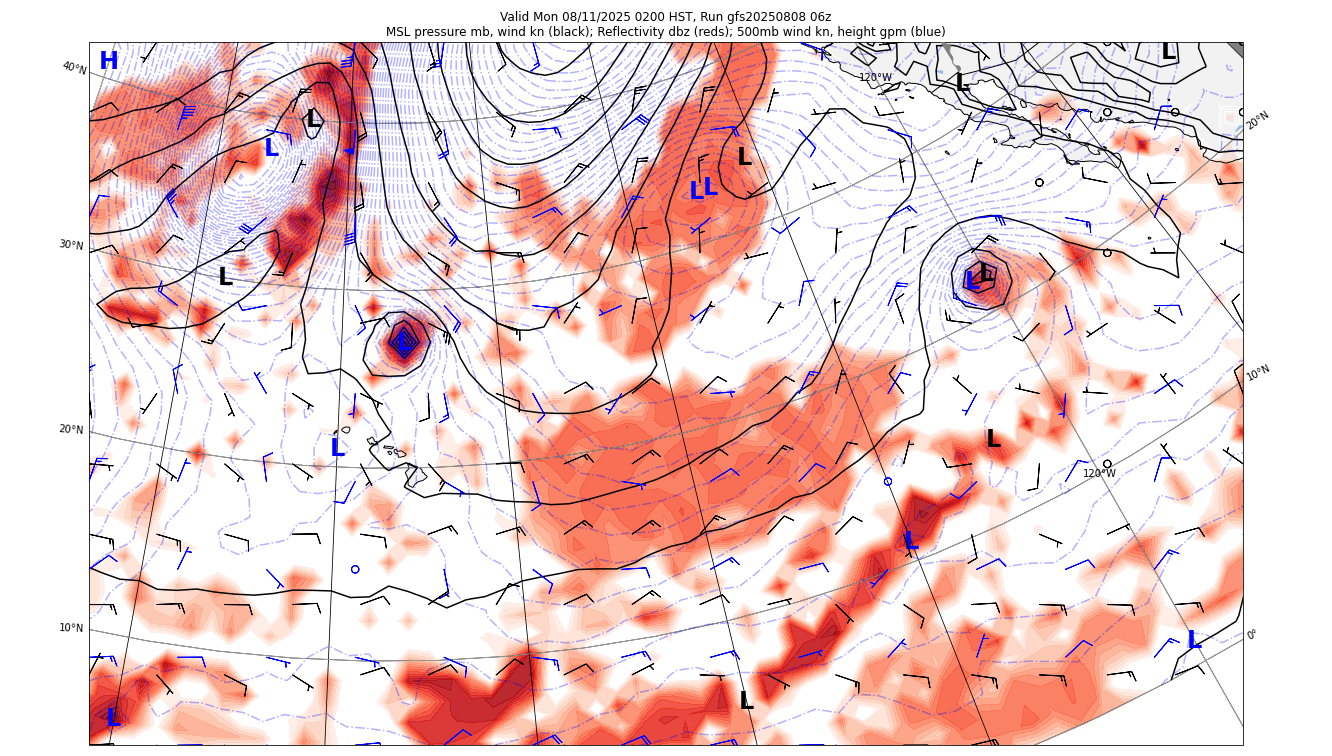 Valid Mon 08/11/2025 0200 HST, Run gfs20250808 06z
MSL pressure mb, wind kn (black); Reflectivity dbz (reds); 500mb wind kn, height gpm (blue)
H
L
40°N
120°W
L
L
20°N
L
L
L L
30°N
L
L L
L
10°N
20°N
L
L
120°W
L
10°N
0°
L
L
L